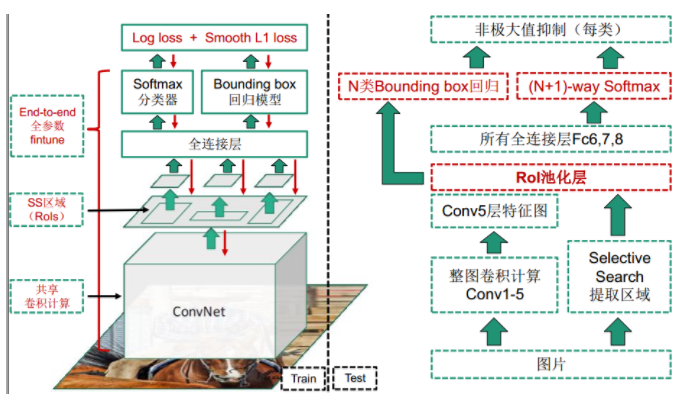 Log loss + Smooth L1 loss
Softmax
分类器
Bounding box
回归模型
End-to-end
全参数
fintune
全连接层
SS区域
（RoIs）
共享
卷积计算
ConvNet
Train
Test
非极大值抑制（每类）
N类Bounding box回归
(N+1)-way Softmax
所有全连接层Fc6,7,8
RoI池化层
Conv5层特征图
整图卷积计算
Conv1-5
Selective
Search
提取区域
图片